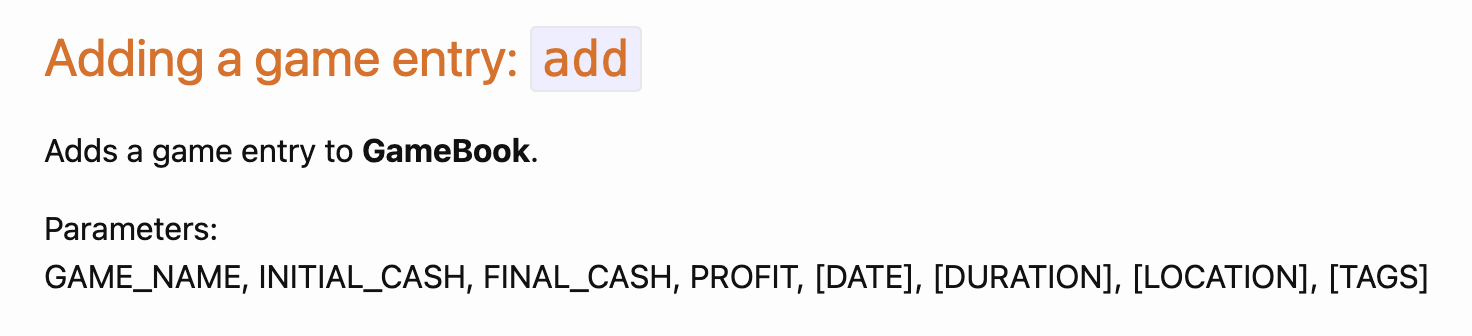 Adding a game entry: add
Adds a game entry to GameBook.
Parameters:
GAME_NAME, INITIAL_CASH, FINAL_CASH, PROFIT, [DATE], [DURATION], [LOCATION], [TAGS]